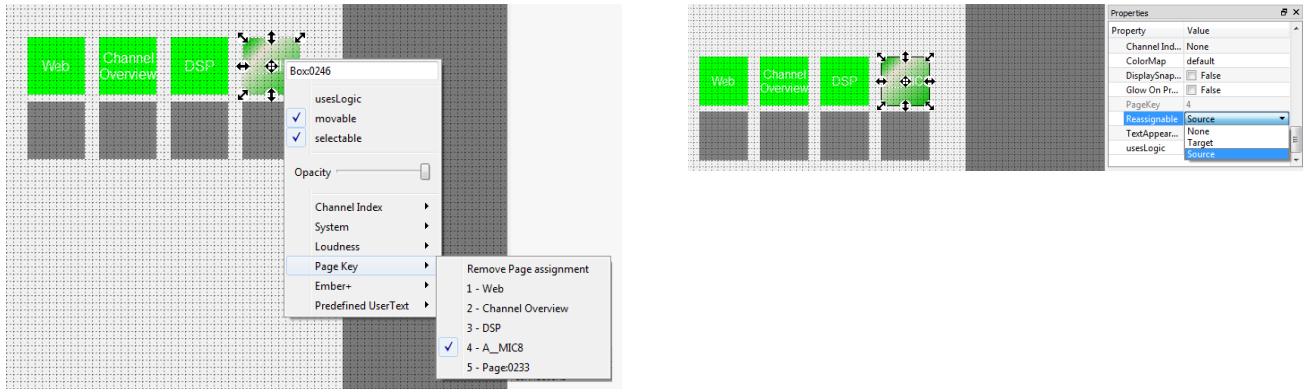 Web
Channel
Overview
DSP
Box:0246
usesLogic
movable
selectable
Opacity
Channel Index
System
Loudness
Page Key
Ember+
Predefined UserText
Remove Page assignment
1 - Web
2 - Channel Overview
3 - DSP
4 - A__MIC8
5 - Page:0233
Web
Channel
Overview
DSP
Properties
Property Value
Channel Ind... None
ColorMap default
DisplaySnap... False
Glow On Pr... False
PageKey 4
Reassignable Source
None
TextAppear... Target
usesLogic Source